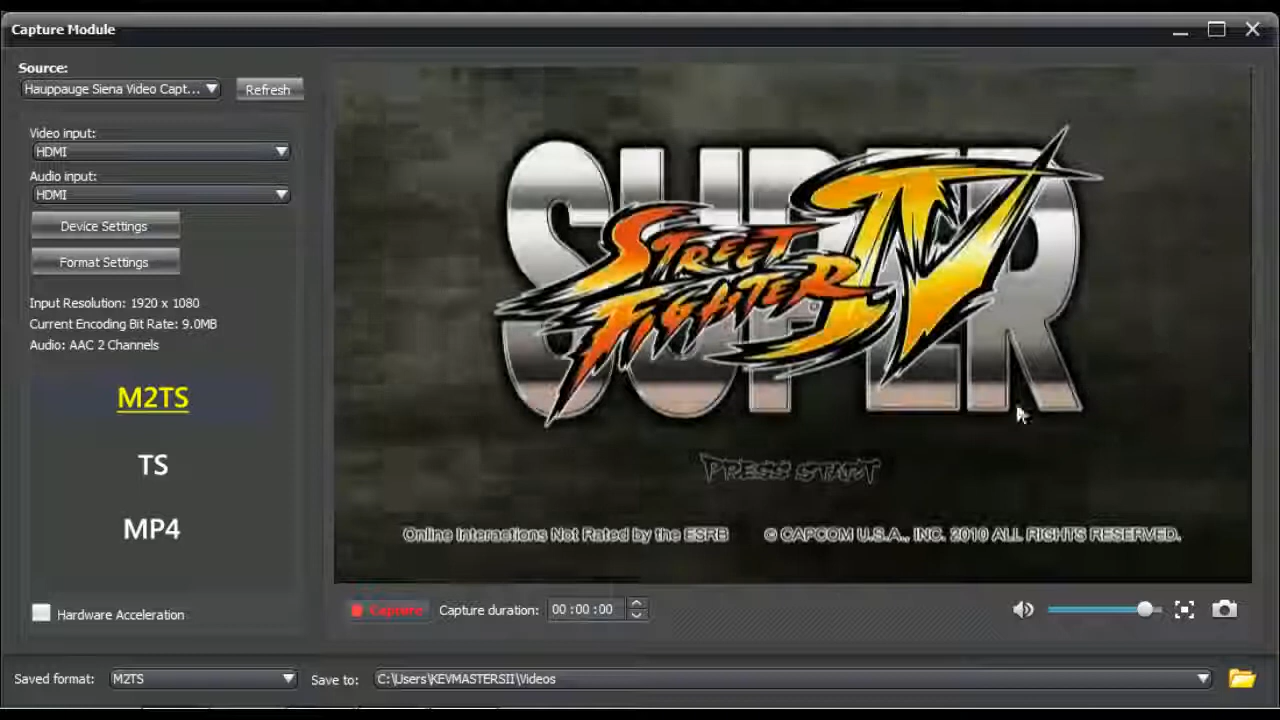 Capture Module
Source:
Hauppauge Siena Video Capt...
Refresh
Video input:
HDMI
Audio input:
HDMI
Device Settings
Format Settings
Input Resolution: 1920 x 1080
Current Encoding Bit Rate: 9.0MB
Audio: AAC 2 Channels
M2TS
TS
MP4
Hardware Acceleration
SUPER
STREET
FIGHTER
IV
PRESS START
Online Interactions Not Rated by the ESRB
© CAPCOM U.S.A., INC. 2010 ALL RIGHTS RESERVED.
Capture
Capture duration:
00 :00 :00
Saved format:
M2TS
Save to:
C:\Users\KEVMASTERSII\Videos